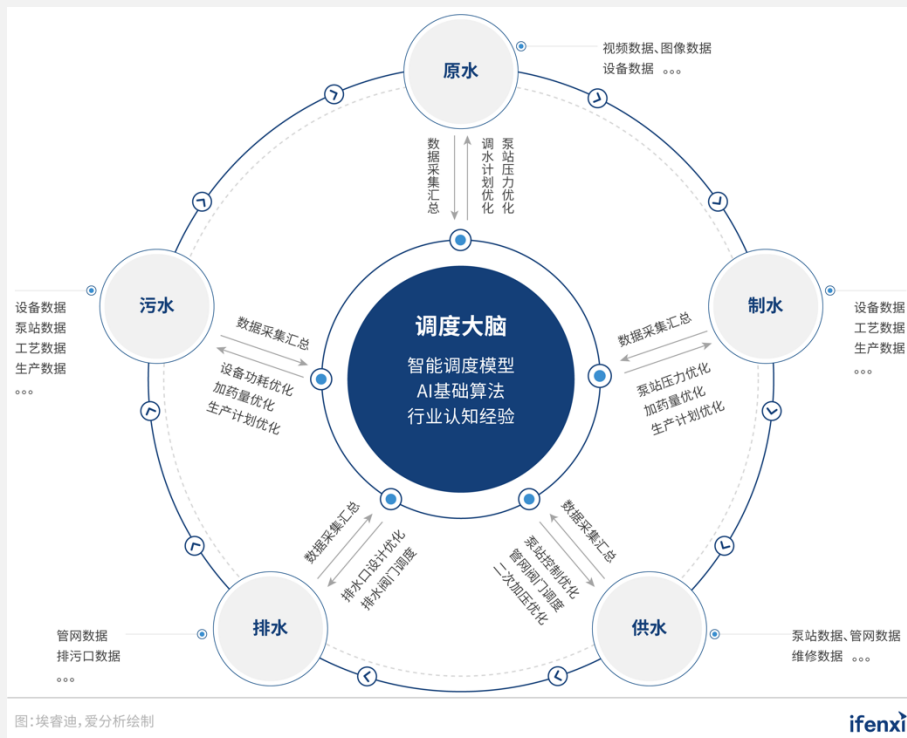 原水
视频数据、图像数据
设备数据 。。。
数据采集汇总
调水计划优化
泵站压力优化
污水
设备数据
泵站数据
工艺数据
生产数据
。。。
数据采集汇总
设备功耗优化
加药量优化
生产计划优化
调度大脑
智能调度模型
AI基础算法
行业认知经验
制水
设备数据
工艺数据
生产数据
。。。
数据采集汇总
泵站压力优化
加药量优化
生产计划优化
数据采集汇总
排水口设计优化
排水阀门调度
数据采集汇总
泵站控制优化
管网阀门调度
二次加压优化
排水
管网数据
排污口数据
。。。
供水
泵站数据、管网数据
维修数据 。。。
图:埃睿迪,爱分析绘制
ifenxi